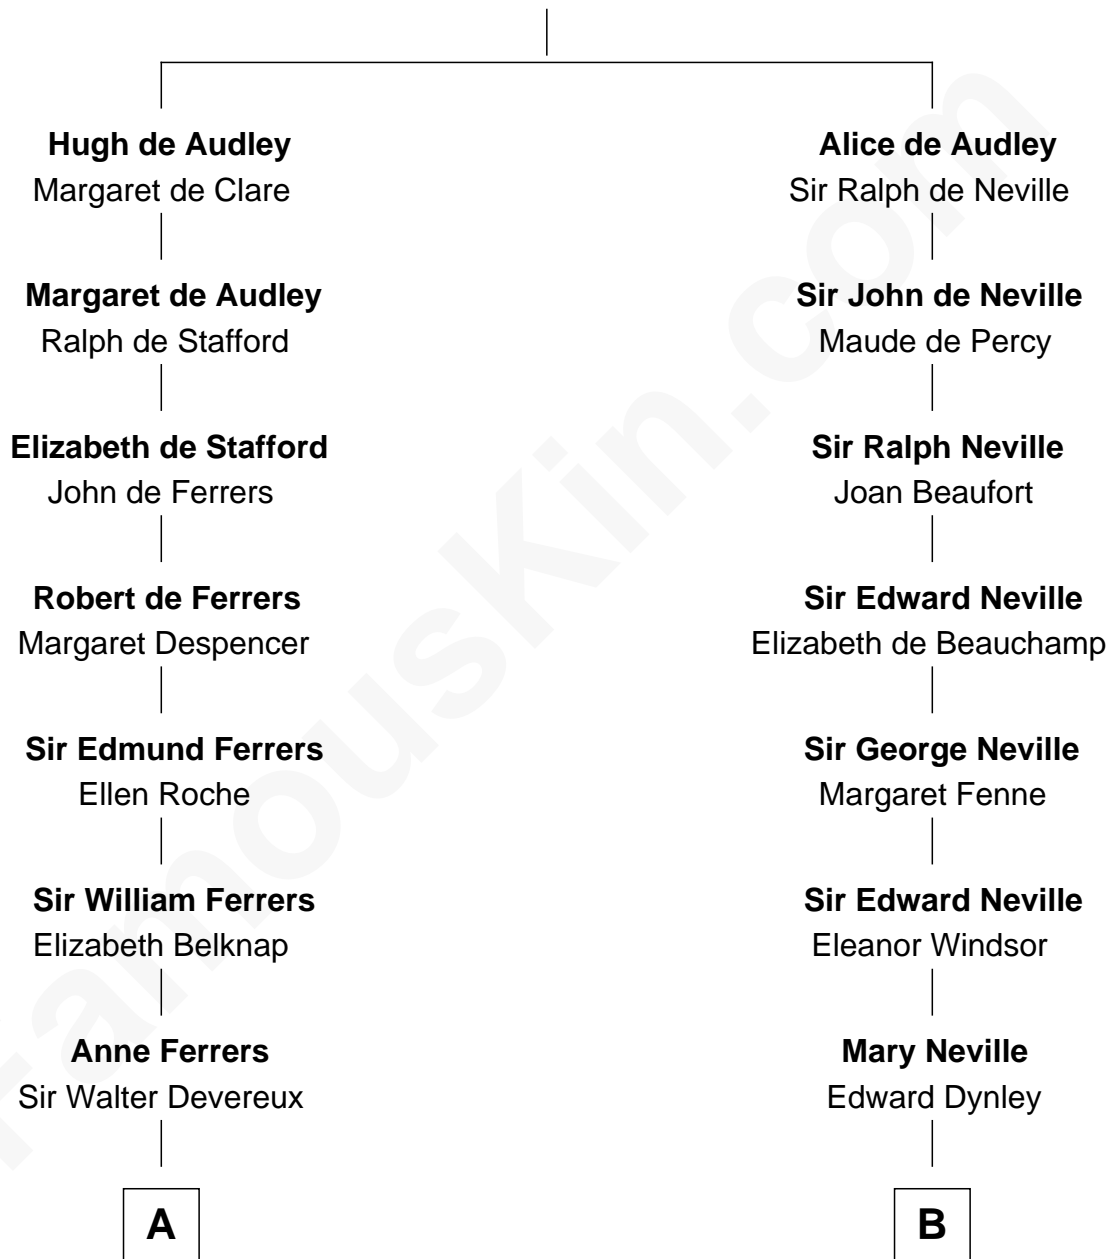 Hugh de Audley
Margaret de Clare
Margaret de Audley
Ralph de Stafford
Elizabeth de Stafford
John de Ferrers
Robert de Ferrers
Margaret Despencer
Sir Edmund Ferrers
Ellen Roche
Sir William Ferrers
Elizabeth Belknap
Anne Ferrers
Sir Walter Devereux
A
Alice de Audley
Sir Ralph de Neville
Sir John de Neville
Maude de Percy
Sir Ralph Neville
Joan Beaufort
Sir Edward Neville
Elizabeth de Beauchamp
Sir George Neville
Margaret Fenne
Sir Edward Neville
Eleanor Windsor
Mary Neville
Edward Dynley
B
FamousKin.com